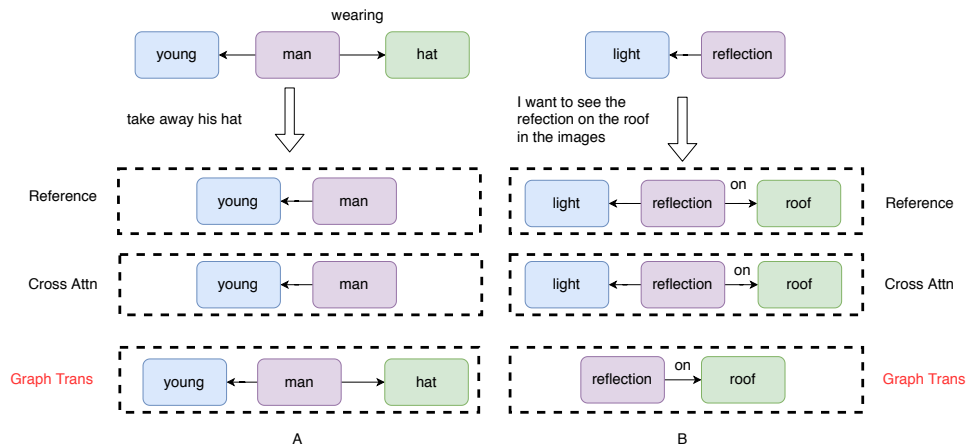 wearing
young man hat
take away his hat
Reference
young man
Cross Attn
young man
Graph Trans
young man hat
A
light reflection
I want to see the
refection on the roof
in the images
on
light reflection roof
Reference
on
light reflection roof
Cross Attn
on
reflection roof
Graph Trans
B